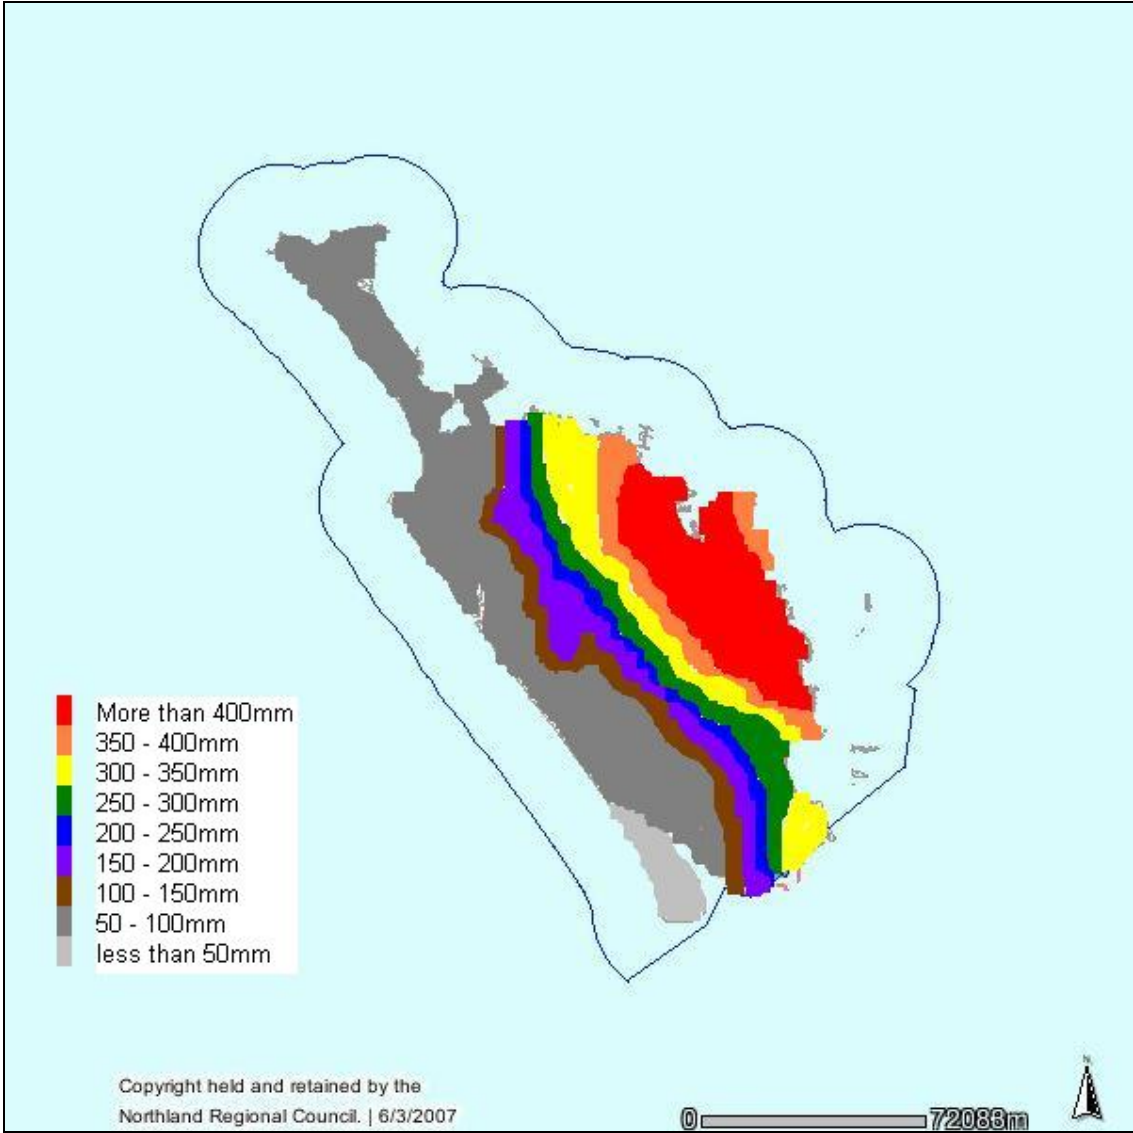 More than 400mm
350 - 400mm
300 - 350mm
250 - 300mm
200 - 250mm
150 - 200mm
100 - 150mm
50 - 100mm
less than 50mm
N
Copyright held and retained by the
Northland Regional Council. | 6/3/2007
0 72088m